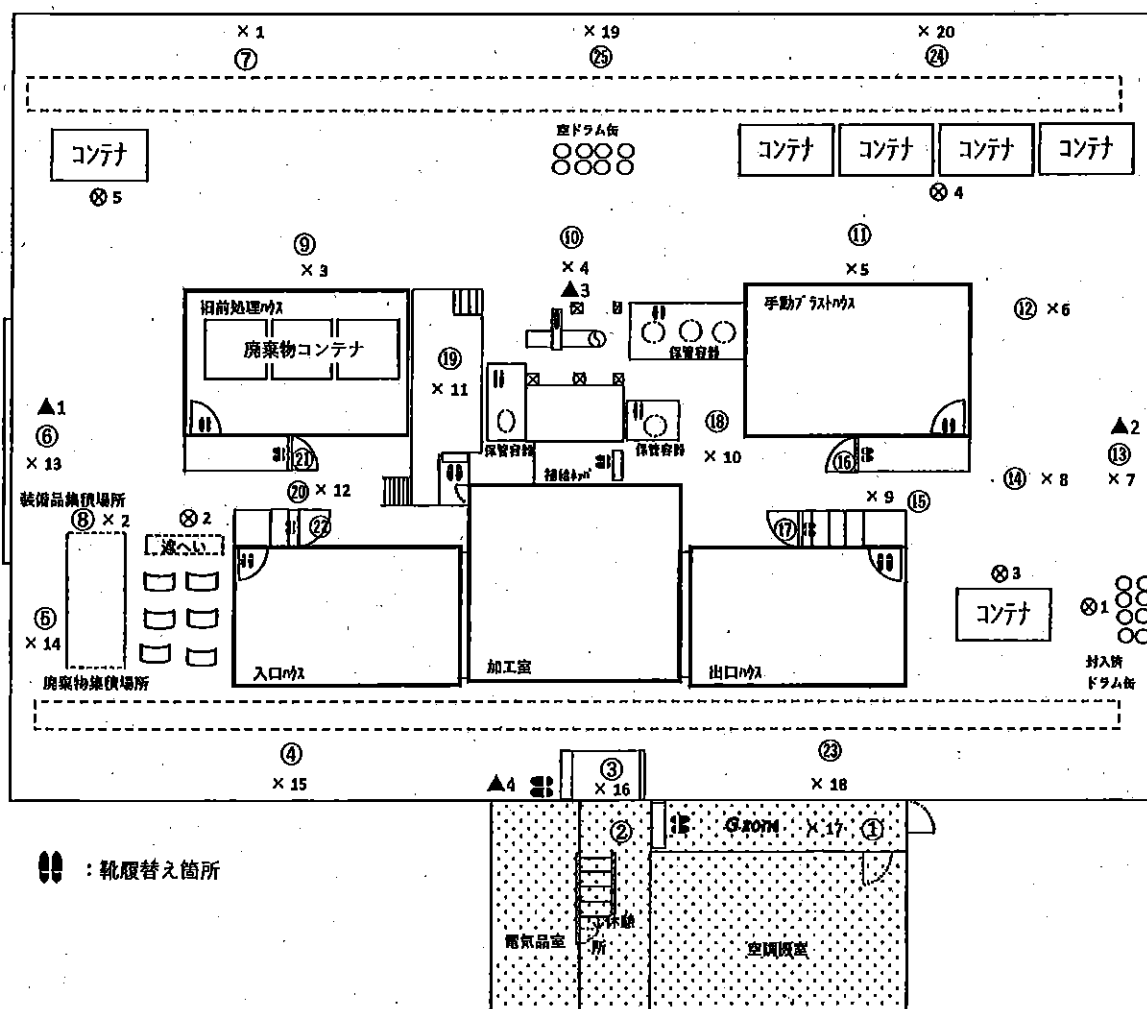 × 1
× 19
× 20
⑦
㉕
㉔
コンテナ
空ドラム缶
コンテナ
コンテナ
コンテナ
コンテナ
⊗ 5
⊗ 4
⑨
⑩
⑪
× 3
× 4
× 5
▲3
旧前処理ハウス
手動ブラストハウス
⑫ × 6
廃棄物コンテナ
保管容器
⑲
× 11
▲1
▲2
⑥
⑱
⑬
保管容器
保管容器
㉑
⑯
× 13
× 10
⑭ × 8
× 7
⑳ × 12
装備品集積場所
× 9
⑮
⑧ × 2
⊗ 2
㉒
⑰
⊗ 3
コンテナ
⊗ 1
⑤
× 14
入口ハウス
加工室
出口ハウス
封入済
ドラム缶
廃棄物集積場所
④
③
㉓
× 15
▲4
× 16
× 18
②
G zone
× 17
①
：靴履替え箇所
電気品室
休憩
所
空調機室